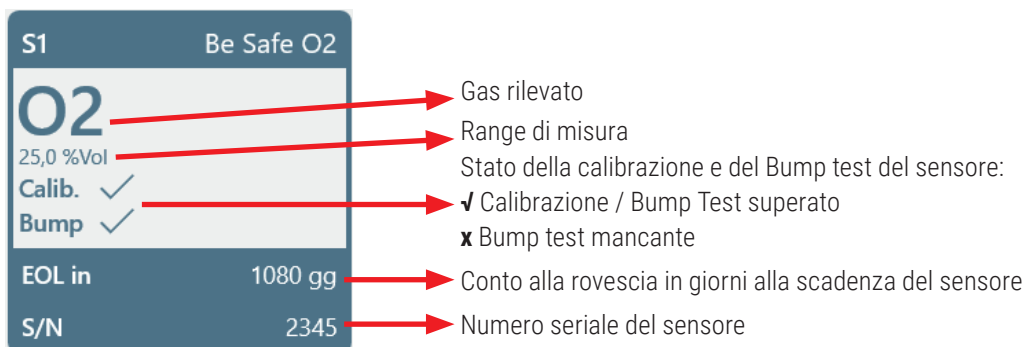 S1 Be Safe O2
O2
25,0 %Vol
Calib. ✓
Bump ✓
EOL in 1080 gg
S/N 2345
Gas rilevato
Range di misura
Stato della calibrazione e del Bump test del sensore:
√ Calibrazione / Bump Test superato
x Bump test mancante
Conto alla rovescia in giorni alla scadenza del sensore
Numero seriale del sensore